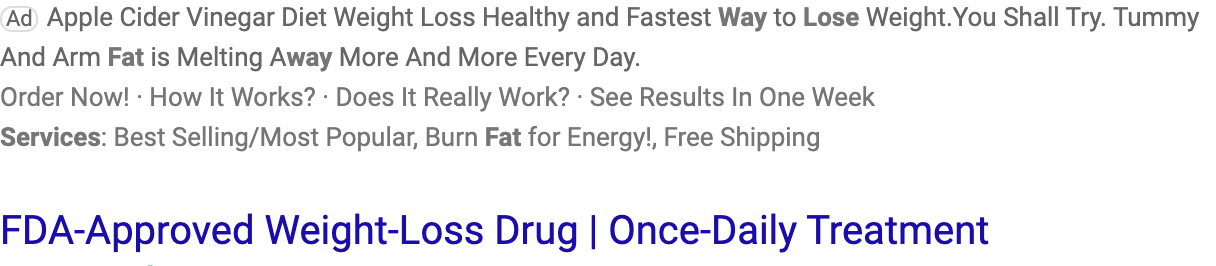 Ad Apple Cider Vinegar Diet Weight Loss Healthy and Fastest Way to Lose Weight.You Shall Try. Tummy
And Arm Fat is Melting Away More And More Every Day.
Order Now! · How It Works? · Does It Really Work? · See Results In One Week
Services: Best Selling/Most Popular, Burn Fat for Energy!, Free Shipping
FDA-Approved Weight-Loss Drug | Once-Daily Treatment